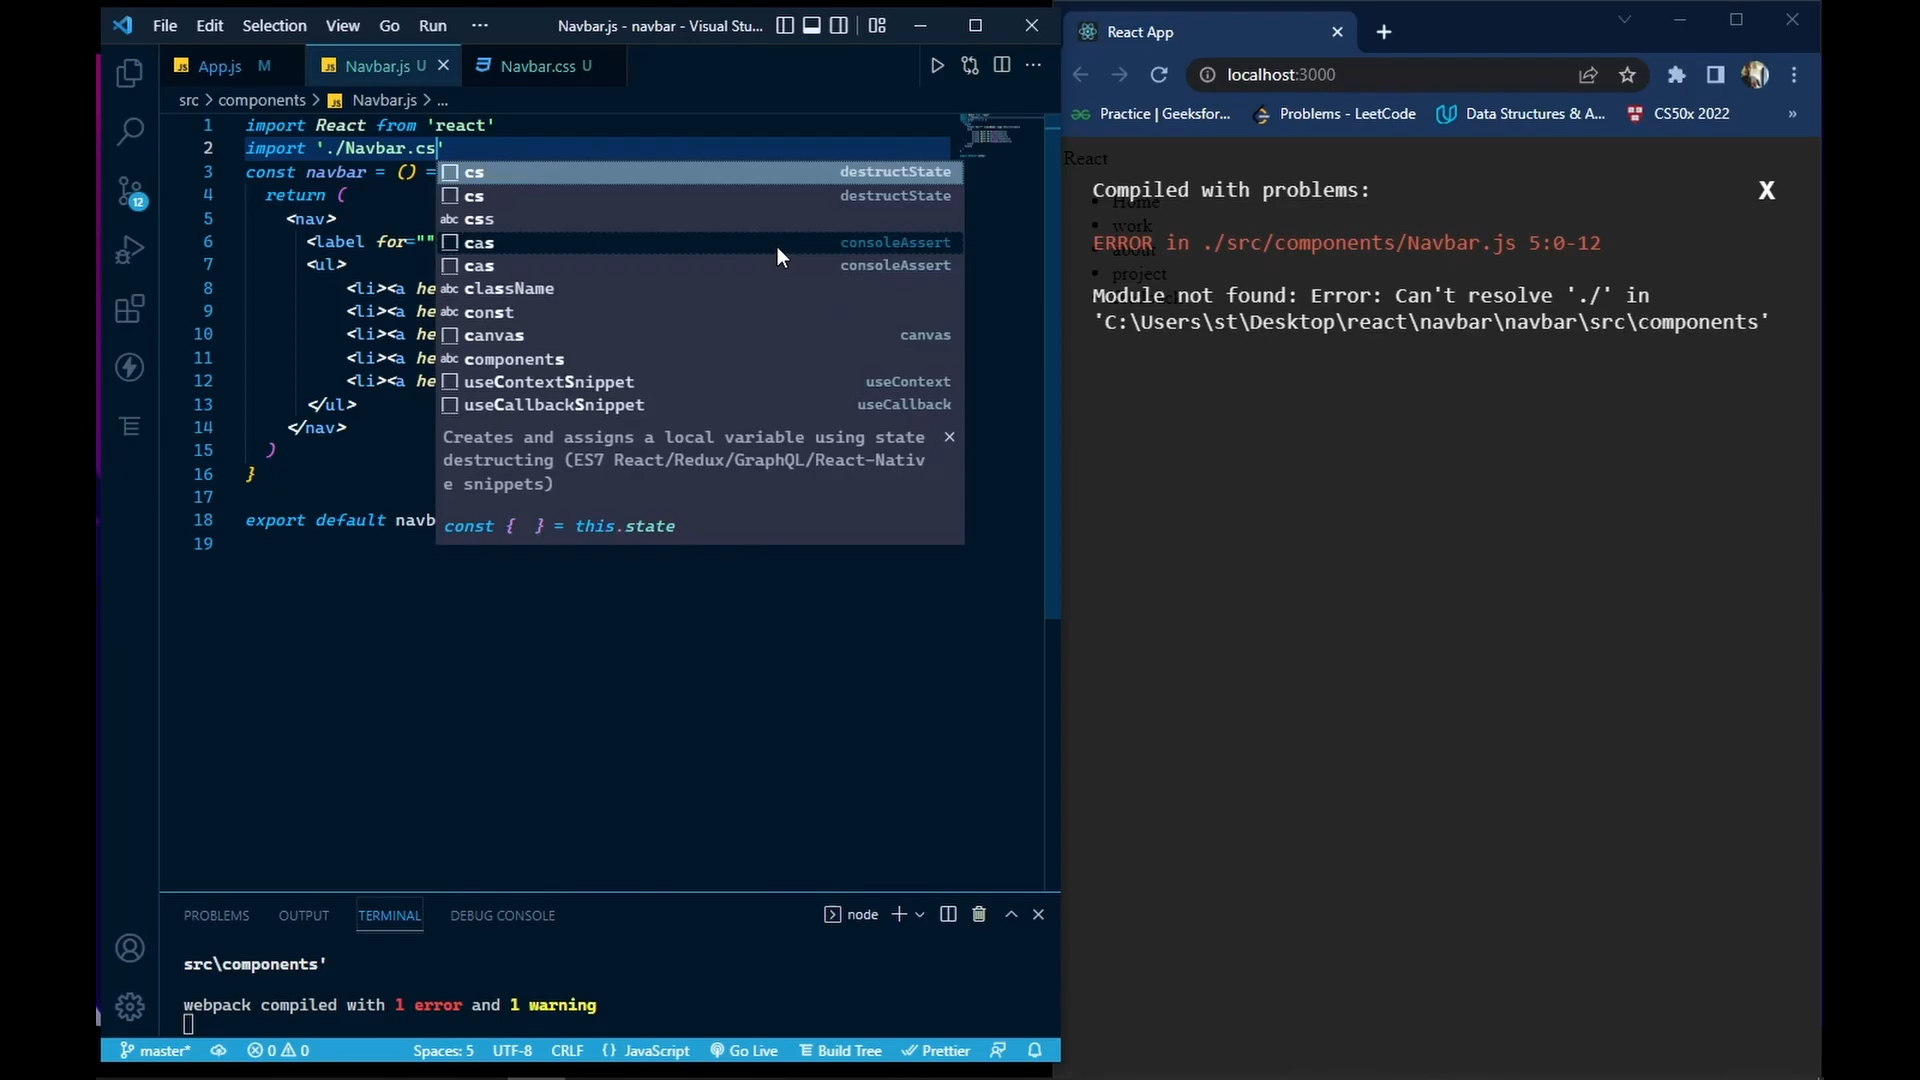 File Edit Selection View Go Run ··· Navbar.js - navbar - Visual Stu...
App.js M Navbar.js U Navbar.css U
src > components > Navbar.js > ...
1 import React from 'react'
2 import './Navbar.cs'
3 const navbar = () =
4 return (
5 <nav>
6 <label for=""
7 <ul>
8 <li><a he
9 <li><a he
10 <li><a he
11 <li><a he
12 <li><a he
13 </ul>
14 </nav>
15 )
16 }
17
18 export default navb
19
cs destructState
cs destructState
abc css
cas consoleAssert
cas consoleAssert
abc className
abc const
canvas canvas
abc components
useContextSnippet useContext
useCallbackSnippet useCallback
Creates and assigns a local variable using state
destructing (ES7 React/Redux/GraphQL/React-Nativ
e snippets)
const { } = this.state
12
PROBLEMS OUTPUT TERMINAL DEBUG CONSOLE node
src\components'
webpack compiled with 1 error and 1 warning
master* 0 0 Spaces: 5 UTF-8 CRLF {} JavaScript Go Live Build Tree Prettier
React App
localhost:3000
Practice | Geeksfor... Problems - LeetCode Data Structures & A... CS50x 2022 »
React
Compiled with problems: X
Home
work
ERROR in ./src/components/Navbar.js 5:0-12
about
project
Module not found: Error: Can't resolve './' in
'C:\Users\st\Desktop\react\navbar\navbar\src\components'